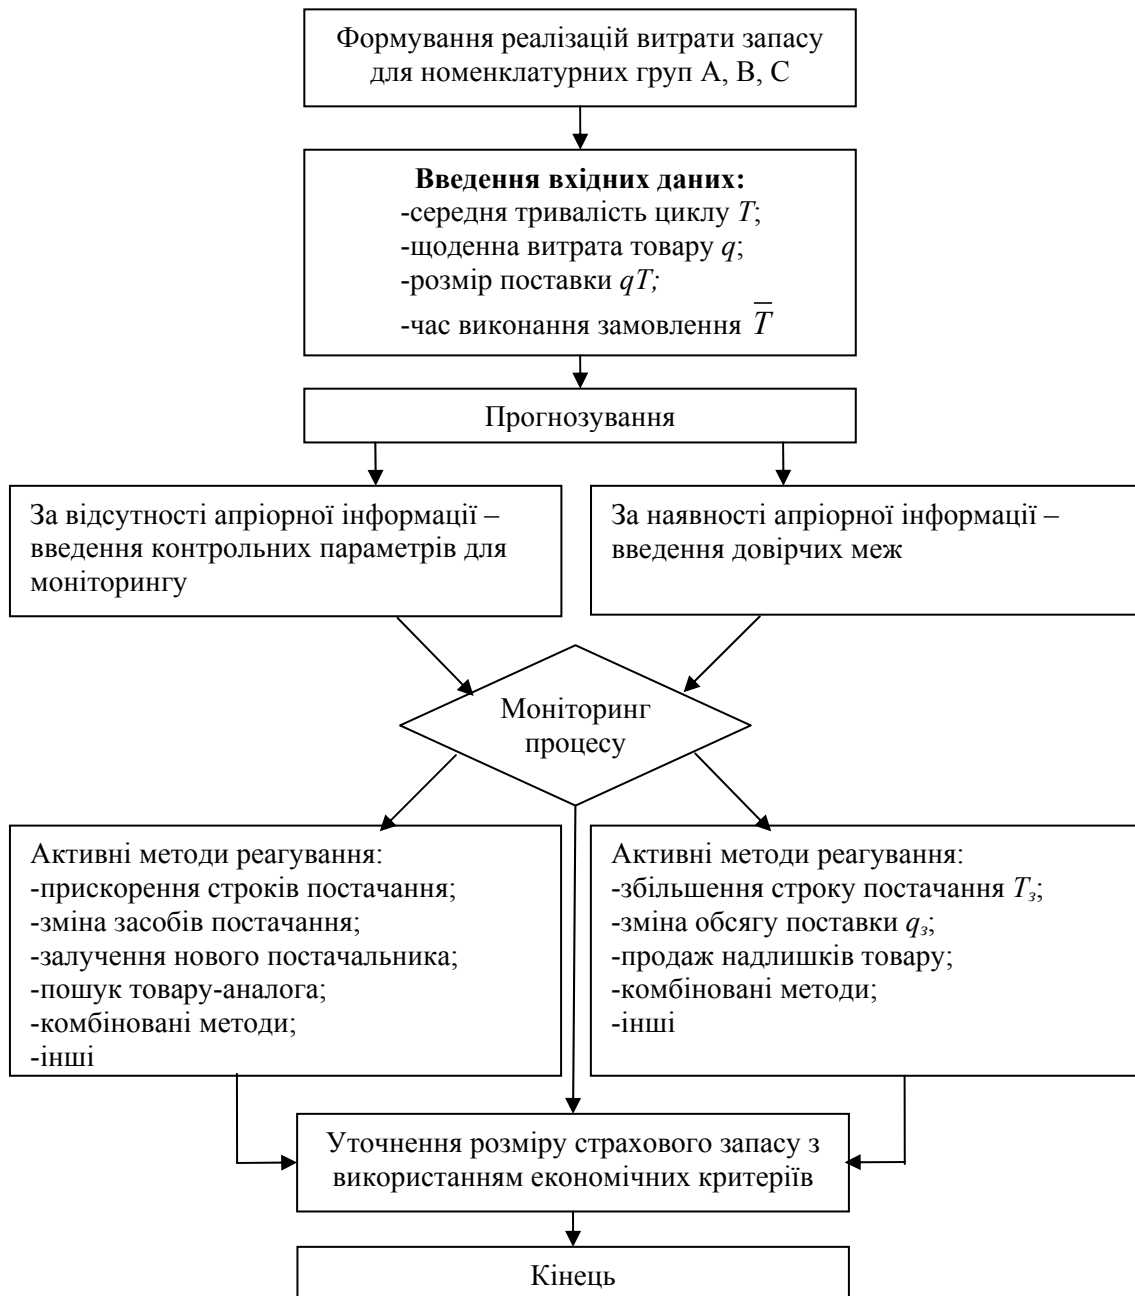 Формування реалізацій витрати запасу
для номенклатурних груп А, В, С
Введення вхідних даних:
-середня тривалість циклу T;
-щоденна витрата товару q;
-розмір поставки qT;
-час виконання замовлення T̅
Прогнозування
За відсутності апріорної інформації –
введення контрольних параметрів для
моніторингу
За наявності апріорної інформації –
введення довірчих меж
Моніторинг
процесу
Активні методи реагування:
-прискорення строків постачання;
-зміна засобів постачання;
-залучення нового постачальника;
-пошук товару-аналога;
-комбіновані методи;
-інші
Активні методи реагування:
-збільшення строку постачання Tз;
-зміна обсягу поставки qз;
-продаж надлишків товару;
-комбіновані методи;
-інші
Уточнення розміру страхового запасу з
використанням економічних критеріїв
Кінець